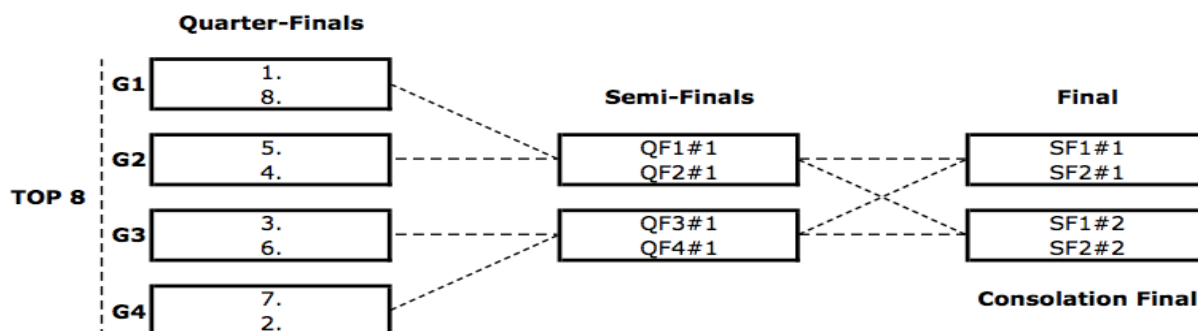 Quarter-Finals
TOP 8
G1
1.
8.
G2
5.
4.
G3
3.
6.
G4
7.
2.
Semi-Finals
QF1#1
QF2#1
QF3#1
QF4#1
Final
SF1#1
SF2#1
SF1#2
SF2#2
Consolation Final